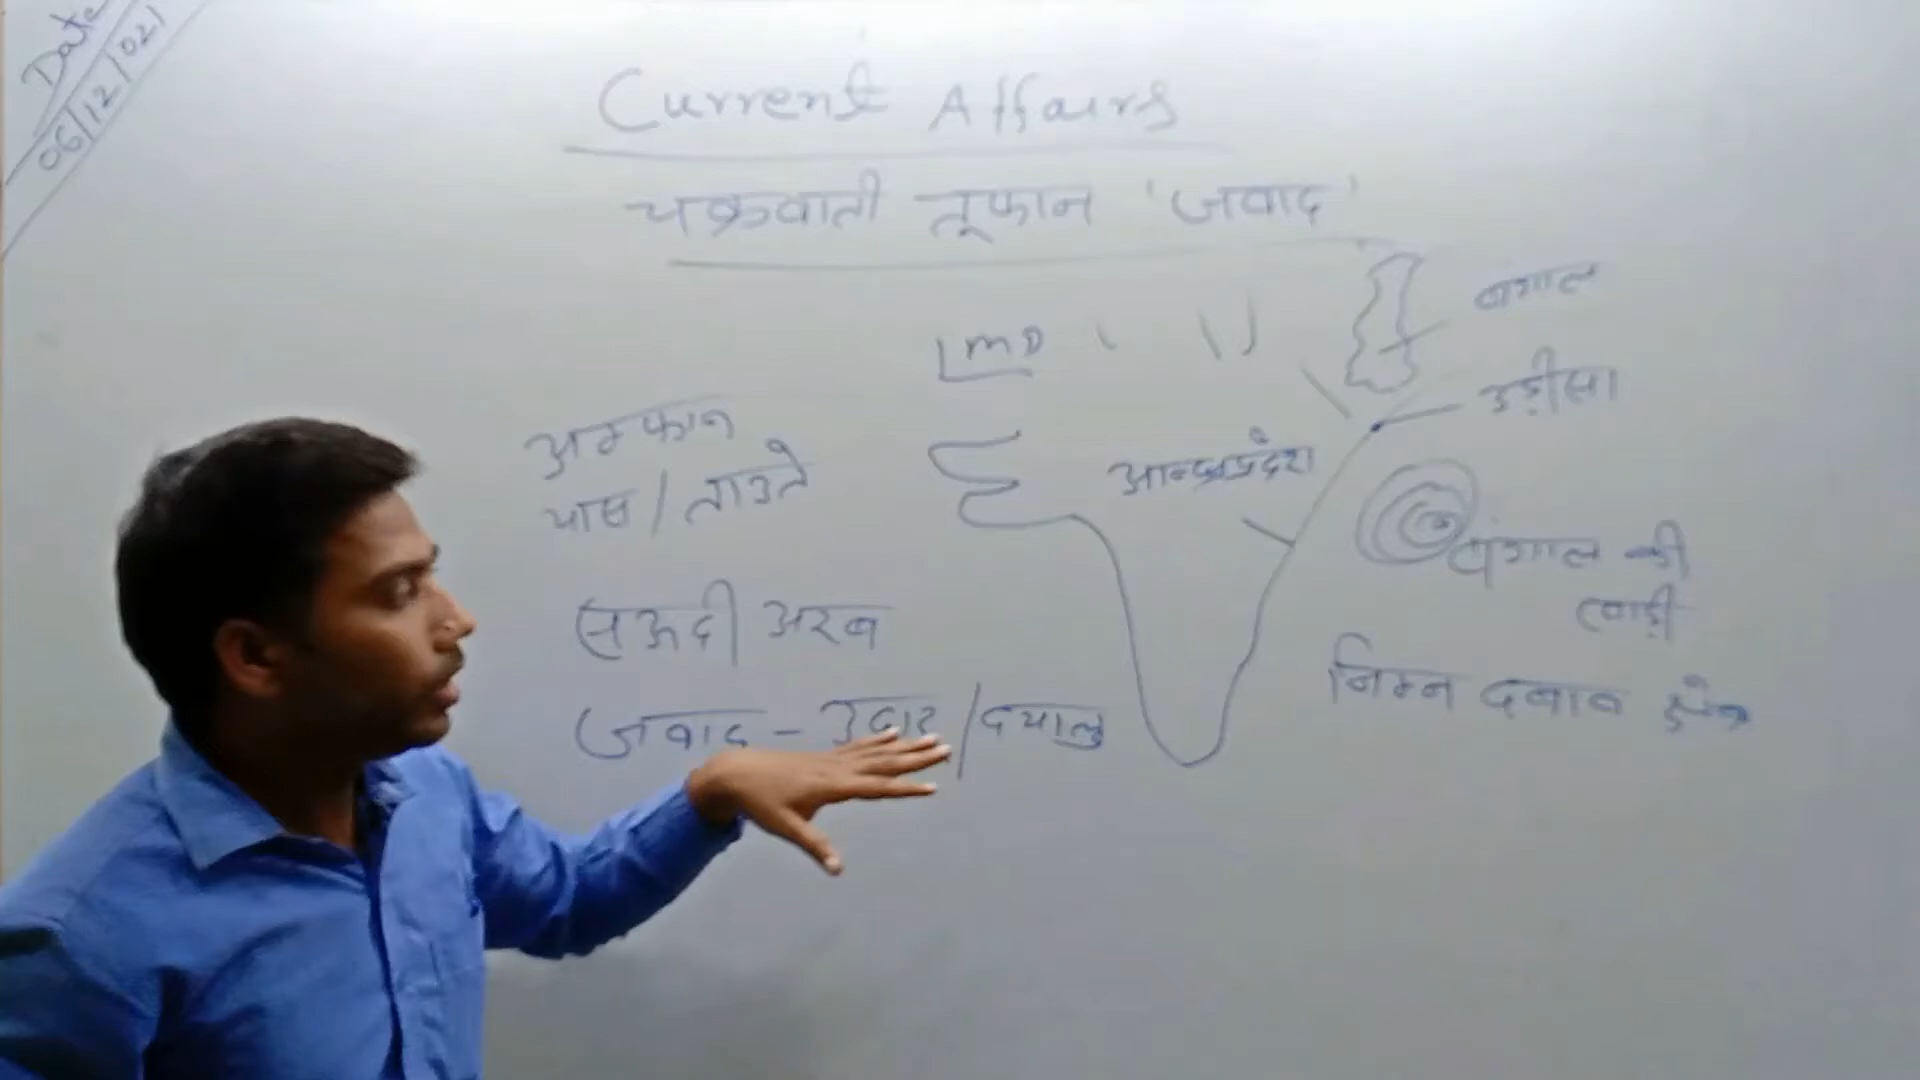 Date
06/12/021
Current Affairs
चक्रवाती तूफान 'जवाद'
IMD
बंगाल
उड़ीसा
अम्फान
यास / ताउते
आन्ध्रप्रदेश
बंगाल की
खाड़ी
सऊदी अरब
निम्न दबाव क्षेत्र
जवाद - उदार / दयालु